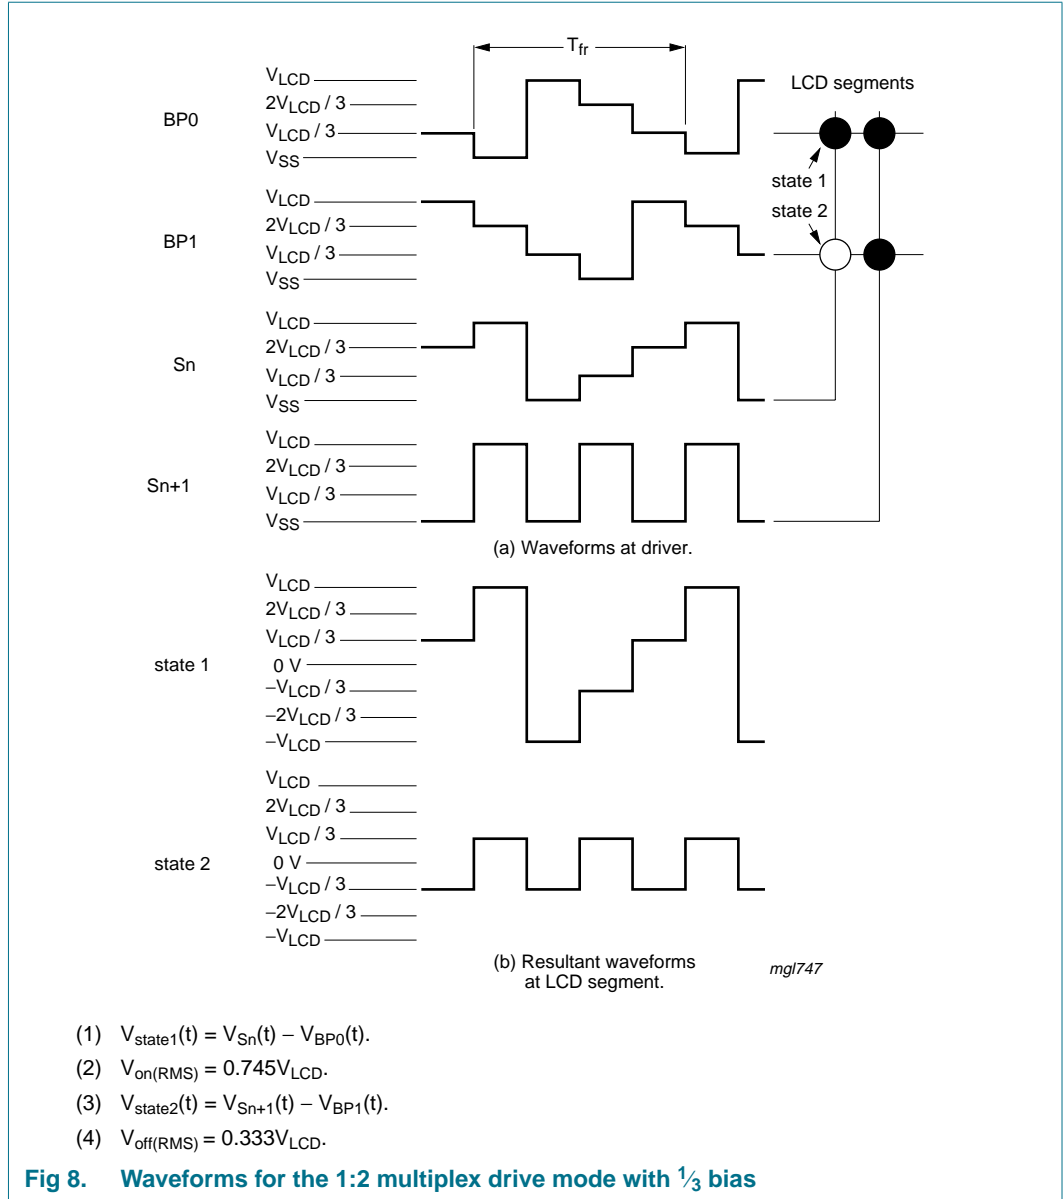 Tfr
BP0
VLCD
2VLCD / 3
VLCD / 3
VSS
LCD segments
state 1
state 2
BP1
VLCD
2VLCD / 3
VLCD / 3
VSS
Sn
VLCD
2VLCD / 3
VLCD / 3
VSS
Sn+1
VLCD
2VLCD / 3
VLCD / 3
VSS
(a) Waveforms at driver.
state 1
VLCD
2VLCD / 3
VLCD / 3
0 V
−VLCD / 3
−2VLCD / 3
−VLCD
state 2
VLCD
2VLCD / 3
VLCD / 3
0 V
−VLCD / 3
−2VLCD / 3
−VLCD
(b) Resultant waveforms
at LCD segment.
mgl747
(1) Vstate1(t) = VSn(t) − VBP0(t).
(2) Von(RMS) = 0.745VLCD.
(3) Vstate2(t) = VSn+1(t) − VBP1(t).
(4) Voff(RMS) = 0.333VLCD.
Fig 8. Waveforms for the 1:2 multiplex drive mode with 1⁄3 bias